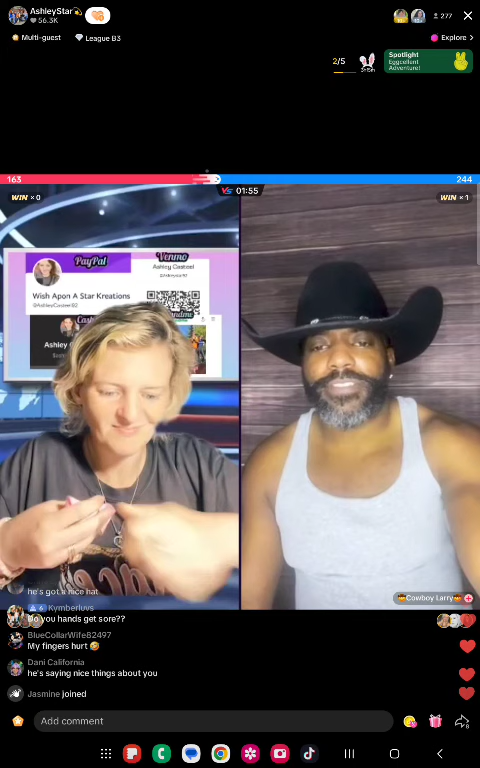 AshleyStar
56.3K
277
Multi-guest
League B3
Explore
2/5
Spotlight
Eggcellent
Adventure!
163
244
VS 01:55
WIN × 0
WIN × 1
PayPal
Venmo
Wish Apon A Star Kreations
Cowboy Larry
he's got a nice hat
6 Kymberluvs
do you hands get sore??
BlueCollarWife82497
My fingers hurt 🤣
Dani California
he's saying nice things about you
Jasmine joined
Add comment